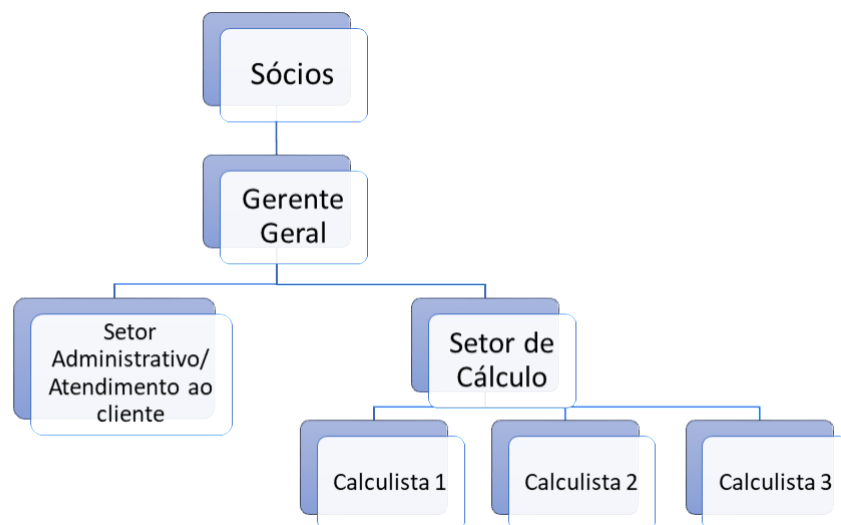 Sócios
Gerente
Geral
Setor
Administrativo/
Atendimento ao
cliente
Setor de
Cálculo
Calculista 1
Calculista 2
Calculista 3